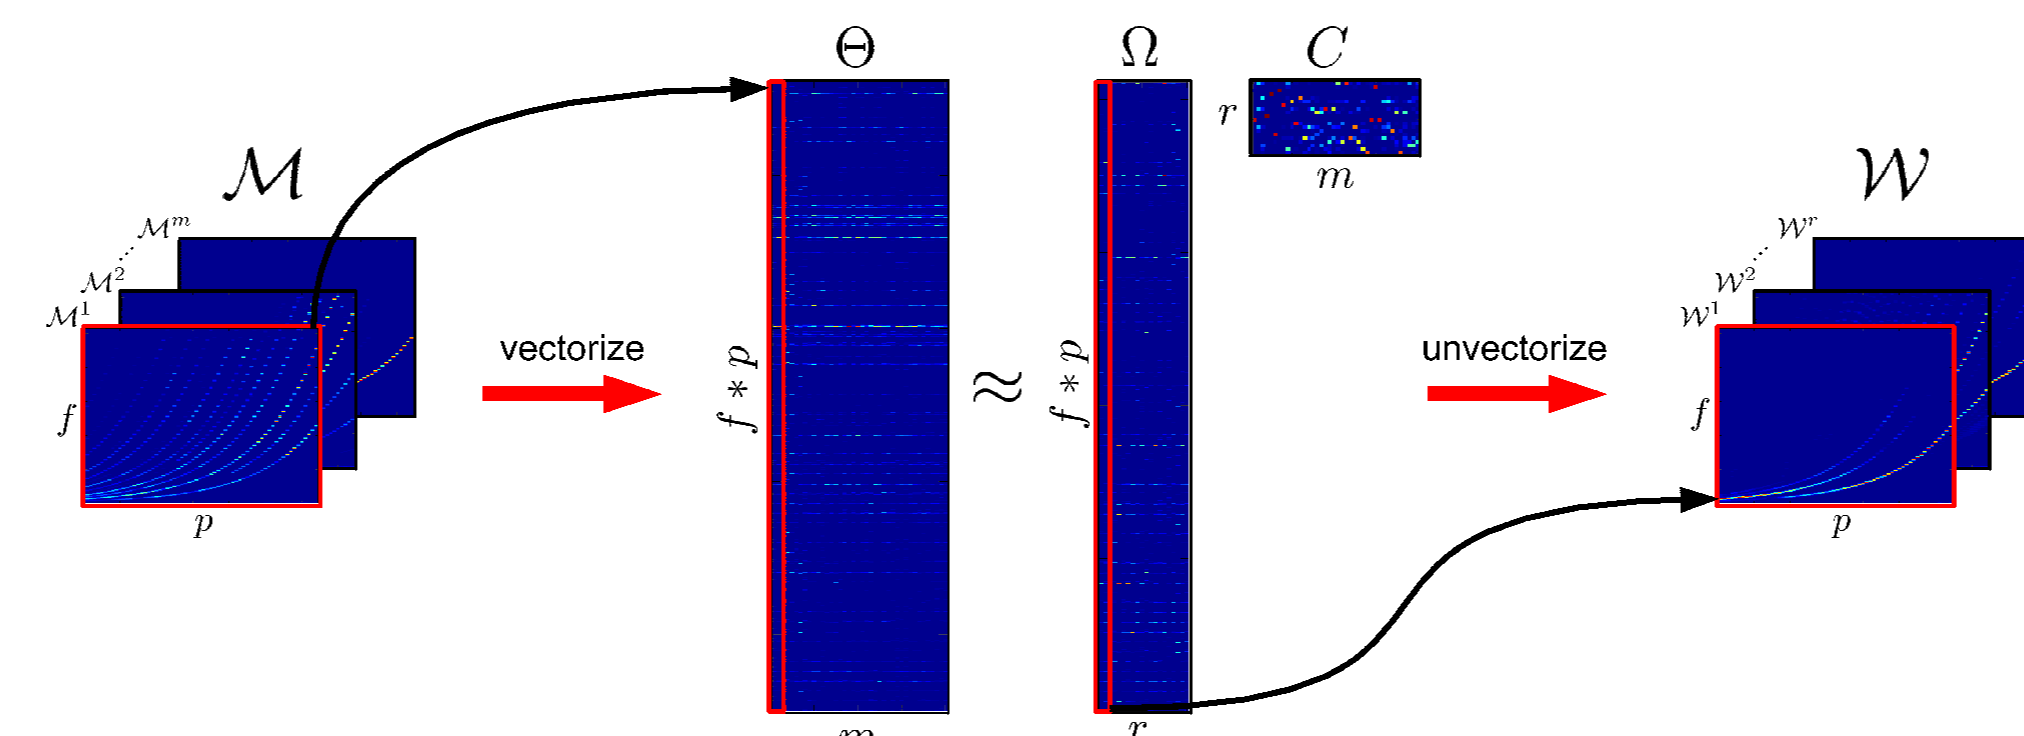 Θ
Ω
C
r
m
ℳ
ℳ^m
⋰
ℳ^2
ℳ^1
f
p
vectorize
f * p
m
≈
f * p
r
unvectorize
𝒲
𝒲^r
⋰
𝒲^2
𝒲^1
f
p